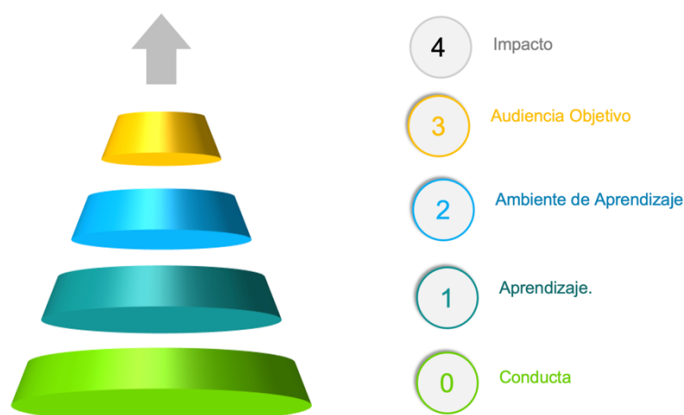 4 Impacto
3 Audiencia Objetivo
2 Ambiente de Aprendizaje
1 Aprendizaje.
0 Conducta